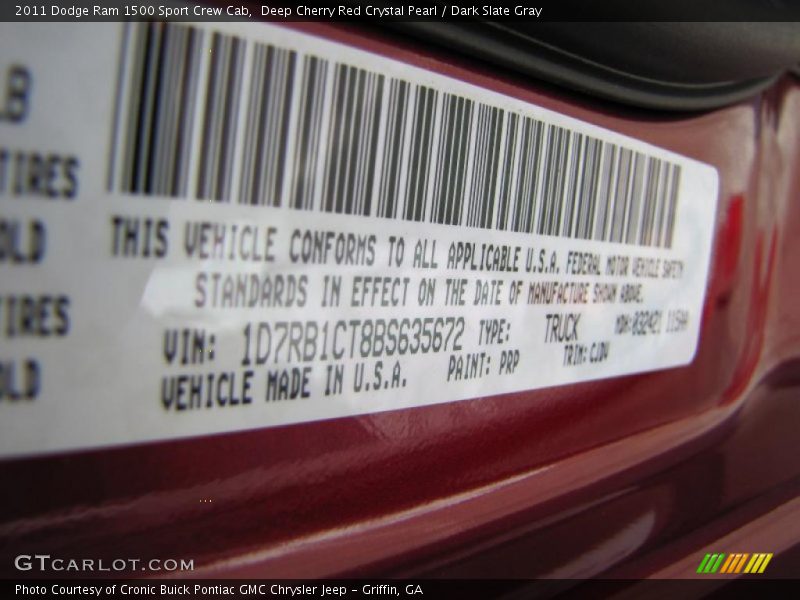 2011 Dodge Ram 1500 Sport Crew Cab, Deep Cherry Red Crystal Pearl / Dark Slate Gray
LB
TIRES
OLD
TIRES
OLD
THIS VEHICLE CONFORMS TO ALL APPLICABLE U.S.A. FEDERAL MOTOR VEHICLE SAFETY
STANDARDS IN EFFECT ON THE DATE OF MANUFACTURE SHOWN ABOVE.
VIN: 1D7RB1CT8BS635672 TYPE: TRUCK MDH: 032421 115AA
VEHICLE MADE IN U.S.A. PAINT: PRP TRIM: CJDV
GTCARLOT.COM
Photo Courtesy of Cronic Buick Pontiac GMC Chrysler Jeep – Griffin, GA